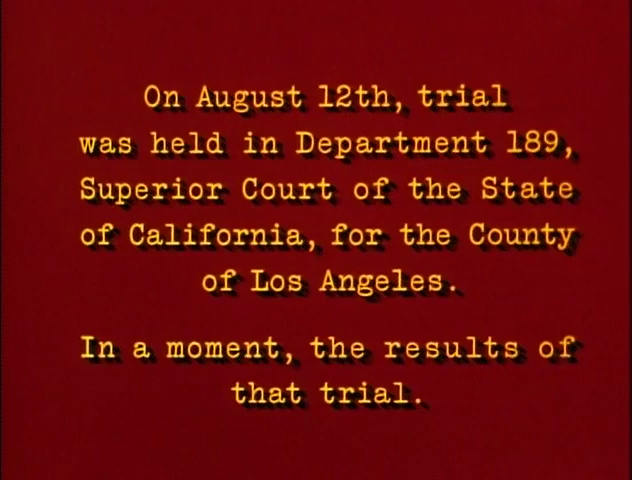 On August 12th, trial
was held in Department 189,
Superior Court of the State
of California, for the County
of Los Angeles.
In a moment, the results of
that trial.